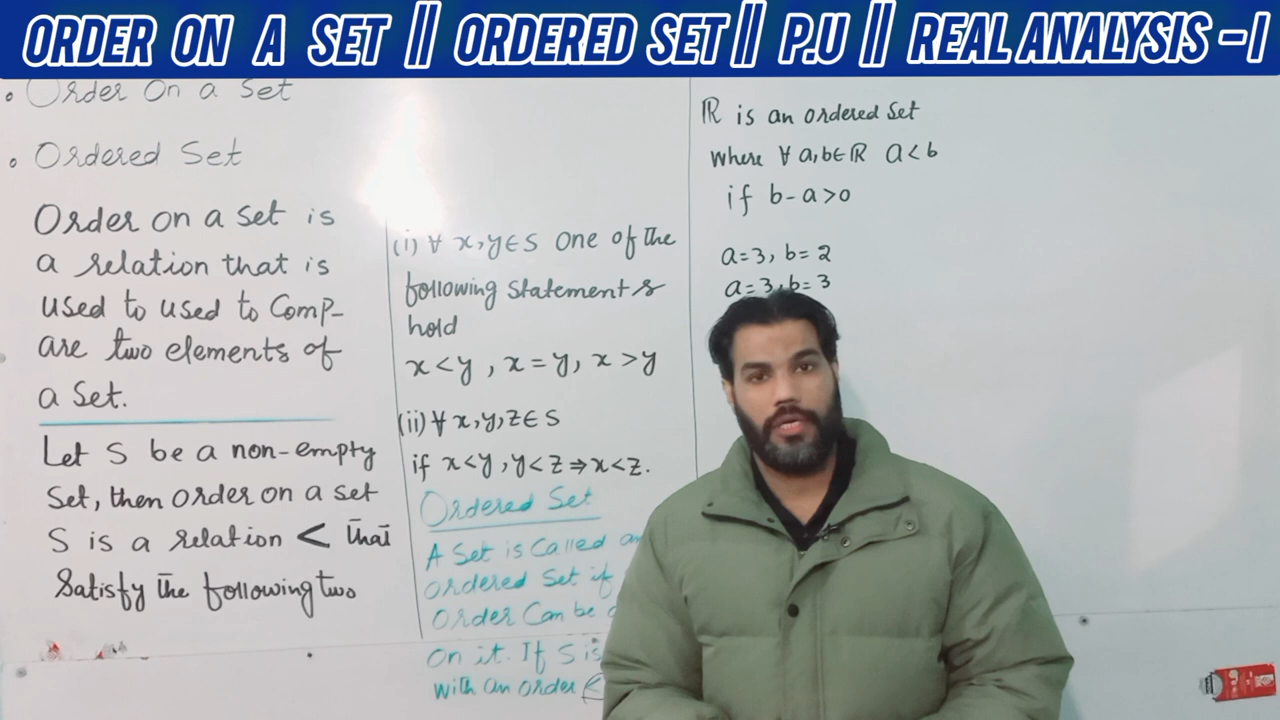 ORDER ON A SET || ORDERED SET || P.U || REAL ANALYSIS - I
• Order On a Set
• Ordered Set
Order on a set is
a relation that is
used to used to Comp-
are two elements of
a Set.
Let S be a non-empty
Set, then order on a set
S is a relation < that
Satisfy the following two
(i) ∀ x,y∈S one of the
following statements
hold
x<y , x=y, x>y
(ii) ∀ x,y,z∈S
if x<y , y<z ⇒ x<z.
Ordered Set
A Set is Called
ordered Set if
order Can be
on it. If S is
with an order <
ℝ is an ordered Set
where ∀ a,b∈ℝ a<b
if b-a>0
a=3, b=2
a=3, b=3